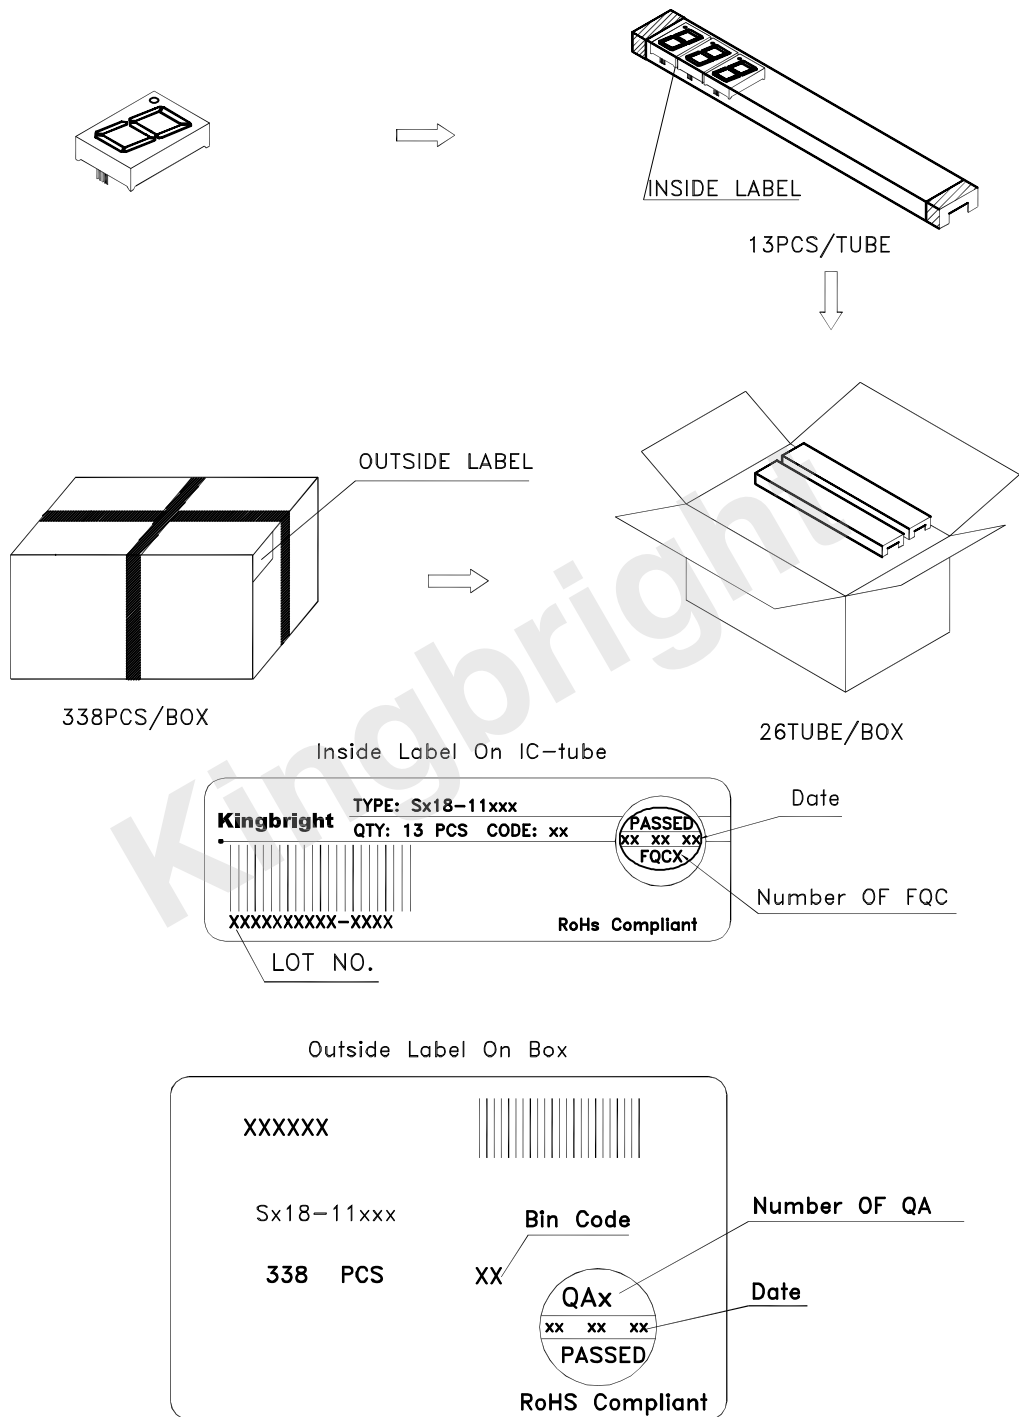 INSIDE LABEL
13PCS/TUBE
OUTSIDE LABEL
338PCS/BOX
26TUBE/BOX
Kingbright
Inside Label On IC-tube
TYPE: Sx18-11xxx
Kingbright
QTY: 13 PCS CODE: xx
PASSED
xx xx xx
FQCX
Date
Number OF FQC
XXXXXXXXXX-XXXX
RoHs Compliant
LOT NO.
Outside Label On Box
XXXXXX
Sx18-11xxx
Bin Code
Number OF QA
338 PCS
XX
QAx
Date
xx xx xx
PASSED
RoHS Compliant